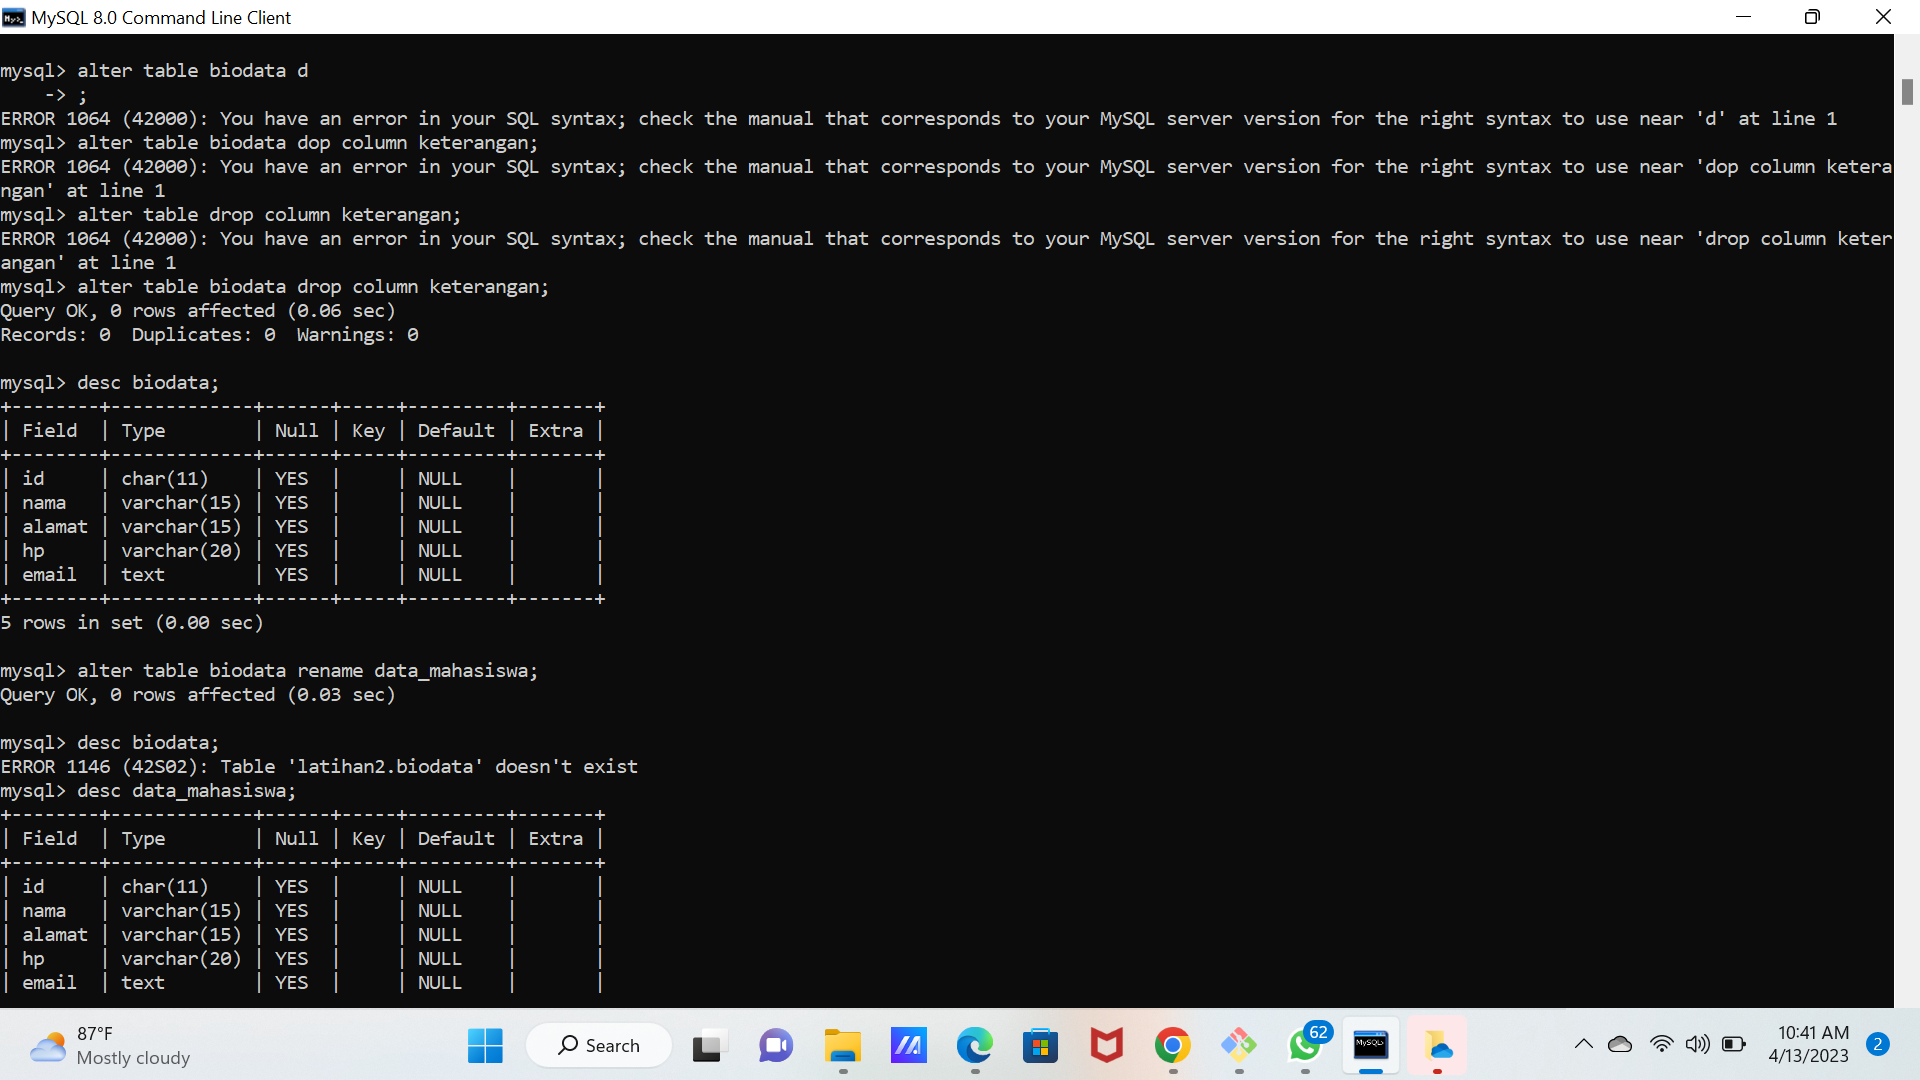 MySQL 8.0 Command Line Client
mysql> alter table biodata d
    -> ;
ERROR 1064 (42000): You have an error in your SQL syntax; check the manual that corresponds to your MySQL server version for the right syntax to use near 'd' at line 1
mysql> alter table biodata dop column keterangan;
ERROR 1064 (42000): You have an error in your SQL syntax; check the manual that corresponds to your MySQL server version for the right syntax to use near 'dop column ketera
ngan' at line 1
mysql> alter table drop column keterangan;
ERROR 1064 (42000): You have an error in your SQL syntax; check the manual that corresponds to your MySQL server version for the right syntax to use near 'drop column keter
angan' at line 1
mysql> alter table biodata drop column keterangan;
Query OK, 0 rows affected (0.06 sec)
Records: 0  Duplicates: 0  Warnings: 0
mysql> desc biodata;
+--------+-------------+------+-----+---------+-------+
| Field  | Type        | Null | Key | Default | Extra |
+--------+-------------+------+-----+---------+-------+
| id     | char(11)    | YES  |     | NULL    |       |
| nama   | varchar(15) | YES  |     | NULL    |       |
| alamat | varchar(15) | YES  |     | NULL    |       |
| hp     | varchar(20) | YES  |     | NULL    |       |
| email  | text        | YES  |     | NULL    |       |
+--------+-------------+------+-----+---------+-------+
5 rows in set (0.00 sec)
mysql> alter table biodata rename data_mahasiswa;
Query OK, 0 rows affected (0.03 sec)
mysql> desc biodata;
ERROR 1146 (42S02): Table 'latihan2.biodata' doesn't exist
mysql> desc data_mahasiswa;
+--------+-------------+------+-----+---------+-------+
| Field  | Type        | Null | Key | Default | Extra |
+--------+-------------+------+-----+---------+-------+
| id     | char(11)    | YES  |     | NULL    |       |
| nama   | varchar(15) | YES  |     | NULL    |       |
| alamat | varchar(15) | YES  |     | NULL    |       |
| hp     | varchar(20) | YES  |     | NULL    |       |
| email  | text        | YES  |     | NULL    |       |
87°F
Mostly cloudy
Search
62
MySQL>
10:41 AM
4/13/2023
2